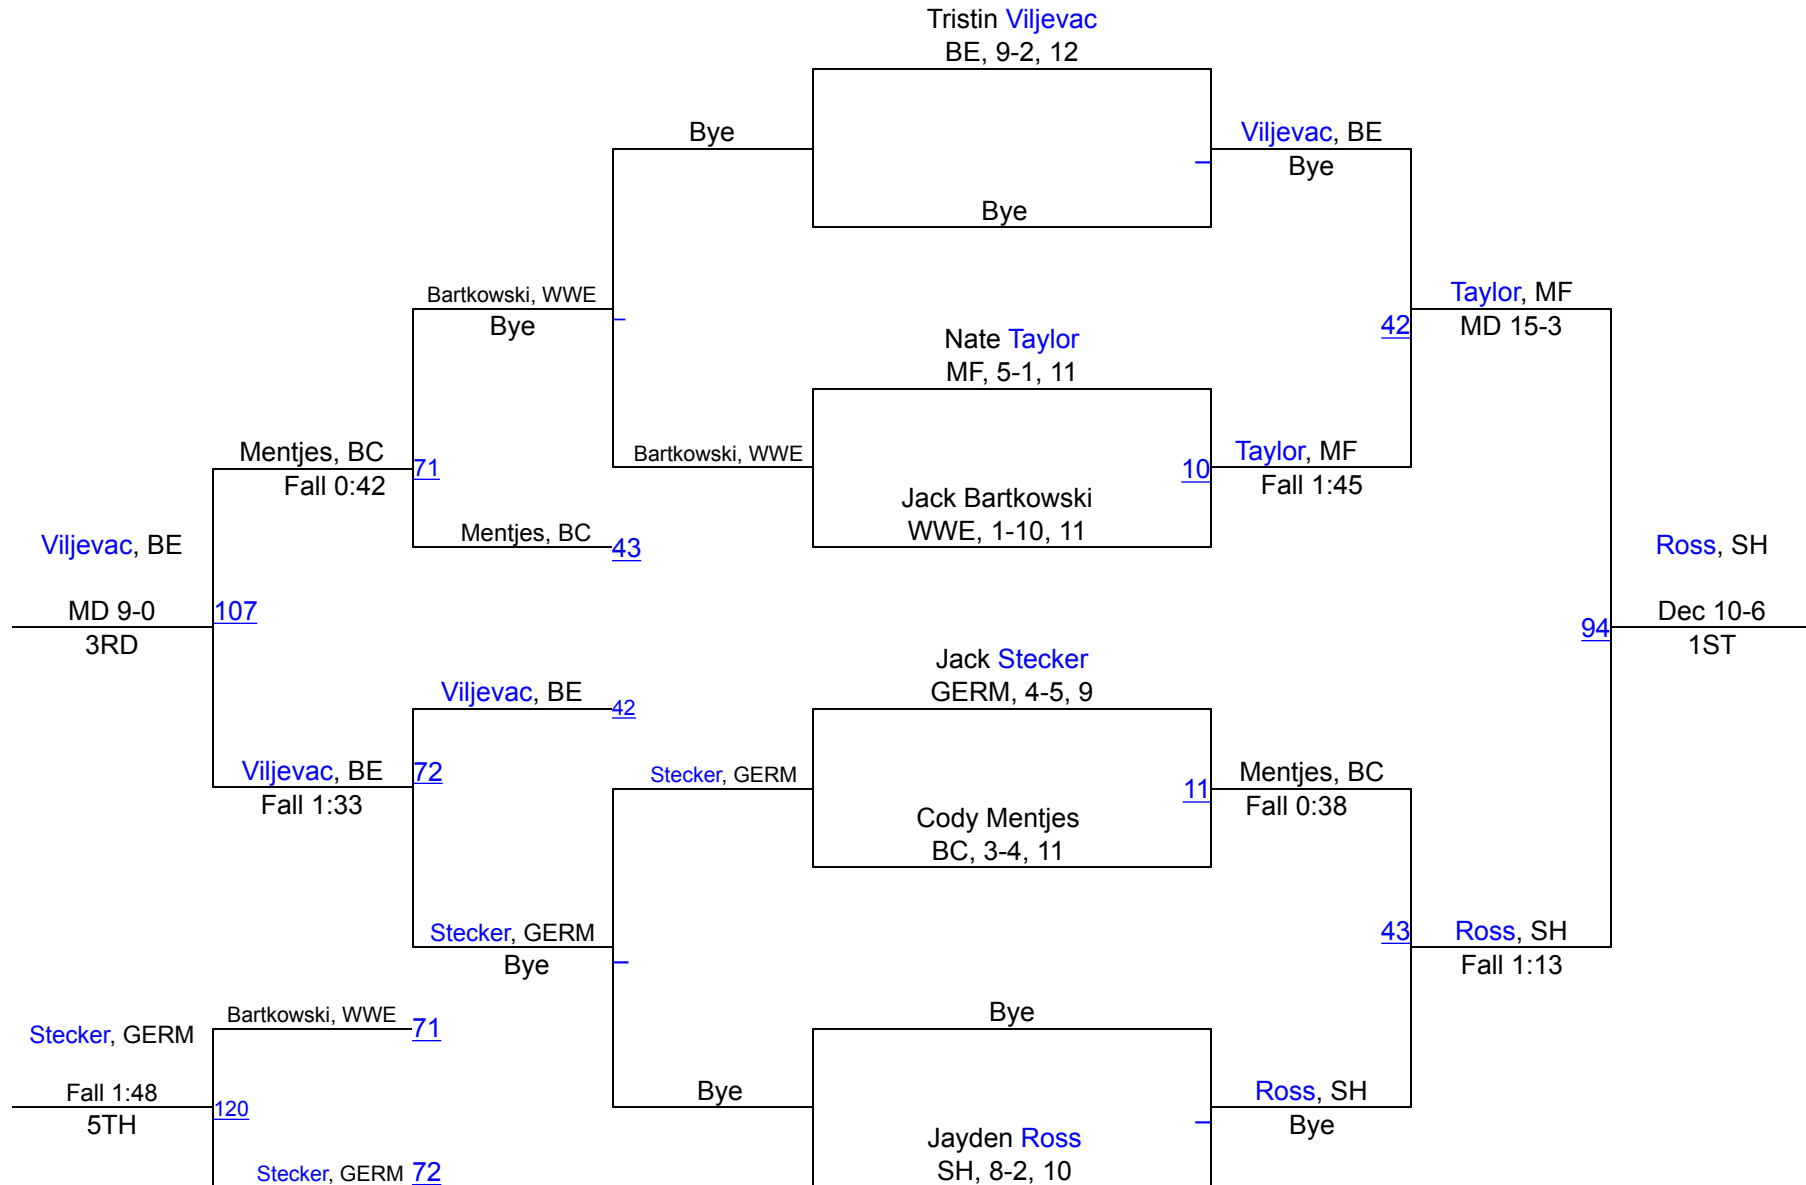 Tristin Viljevac
BE, 9-2, 12
Bye
Viljevac, BE
Bye
Bye
Bartkowski, WWE
Bye
Taylor, MF
MD 15-3
42
Nate Taylor
MF, 5-1, 11
Mentjes, BC
Fall 0:42
71
Bartkowski, WWE
10
Taylor, MF
Fall 1:45
Jack Bartkowski
WWE, 1-10, 11
Mentjes, BC
43
Viljevac, BE
MD 9-0
3RD
107
Ross, SH
Dec 10-6
1ST
94
Jack Stecker
GERM, 4-5, 9
Viljevac, BE
42
Viljevac, BE
Fall 1:33
72
Stecker, GERM
11
Mentjes, BC
Fall 0:38
Cody Mentjes
BC, 3-4, 11
Stecker, GERM
Bye
43
Ross, SH
Fall 1:13
Bartkowski, WWE
71
Bye
Stecker, GERM
Fall 1:48
5TH
120
Bye
Ross, SH
Bye
Jayden Ross
SH, 8-2, 10
Stecker, GERM
72